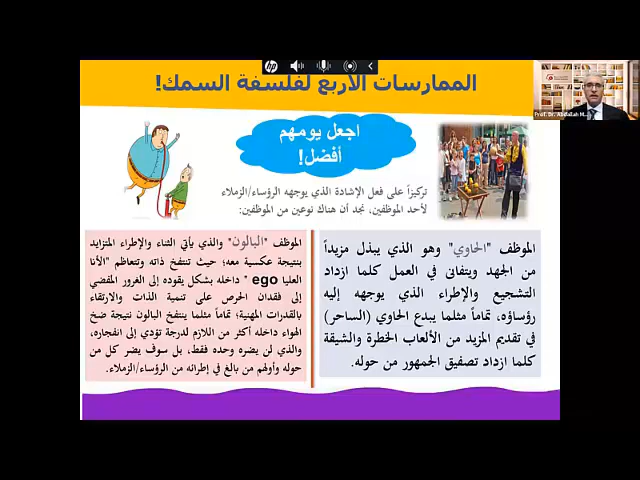 الممارسات الأربع لفلسفة السمك!
hp
Prof. Dr. Abdallah M...
اجعل يومهم
أفضل!
تركيزاً على فعل الإشادة الذي يوجهه الرؤساء/الزملاء
لأحد الموظفين، نجد أن هناك نوعين من الموظفين:
الموظف "الحاوي" وهو الذي يبذل مزيداً
من الجهد ويتفانى في العمل كلما ازداد
التشجيع والإطراء الذي يوجهه إليه
رؤساؤه، تماماً مثلما يبدع الحاوي (الساحر)
في تقديم المزيد من الألعاب الخطرة والشيقة
كلما ازداد تصفيق الجمهور من حوله.
الموظف "البالون" والذي يأتي الثناء والإطراء المتزايد
بنتيجة عكسية معه؛ حيث تنتفخ ذاته وتتعاظم "الأنا
العليا ego " داخله بشكل يقوده إلى الغرور المفضي
إلى فقدان الحرص على تنمية الذات والارتقاء
بالقدرات المهنية؛ تماماً مثلما ينتفخ البالون نتيجة ضخ
الهواء داخله أكثر من اللازم لدرجة تؤدي إلى انفجاره،
والذي لن يضره وحده فقط، بل سوف يضر كل من
حوله وأولهم من بالغ في إطرائه من الرؤساء/الزملاء.